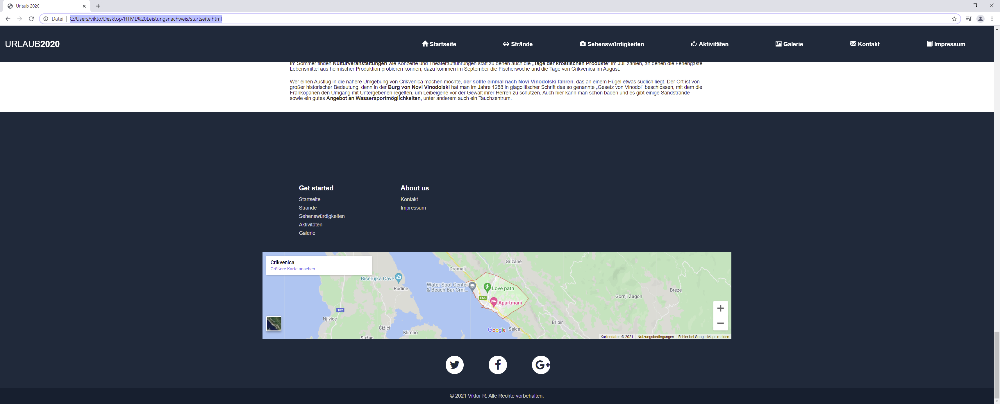 Urlaub 2020
Datei | C:/Users/vikto/Desktop/HTML%20Leistungsnachweis/startseite.html
URLAUB2020
Startseite
Strände
Sehenswürdigkeiten
Aktivitäten
Galerie
Kontakt
Impressum
Im Sommer finden Kulturveranstaltungen wie Konzerte und Theateraufführungen statt zu denen auch die „Tage der kroatischen Produkte“ im Juli zählen, an denen die Feriengäste
Lebensmittel aus heimischer Produktion probieren können, dazu kommen im September die Fischerwoche und die Tage von Crikvenica im August.
Wer einen Ausflug in die nähere Umgebung von Crikvenica machen möchte, der sollte einmal nach Novi Vinodolski fahren, das an einem Hügel etwas südlich liegt. Der Ort ist von
großer historischer Bedeutung, denn in der Burg von Novi Vinodolski hat man im Jahre 1288 in glagolitischer Schrift das so genannte „Gesetz von Vinodol“ beschlossen, mit dem die
Frankopanen den Umgang mit Untergebenen regelten, um Leibeigene vor der Gewalt ihrer Herren zu schützen. Auch hier kann man schön baden und es gibt einige Sandstrände
sowie ein gutes Angebot an Wassersportmöglichkeiten, unter anderem auch ein Tauchzentrum.
Get started
Startseite
Strände
Sehenswürdigkeiten
Aktivitäten
Galerie
About us
Kontakt
Impressum
Crikvenica
Größere Karte ansehen
Grižane
Dramalj
Biserujka Cave
Rudine
Water Spot Center
& Beach Bar Crni...
Love path
Breze
E65
Apartmani
Gornji Zagon
102
Njivice
Bribir
Čižići
Klimno
Google
Selce
Sužan
Kartendaten © 2021
Nutzungsbedingungen
Fehler bei Google Maps melden
© 2021 Viktor R. Alle Rechte vorbehalten.